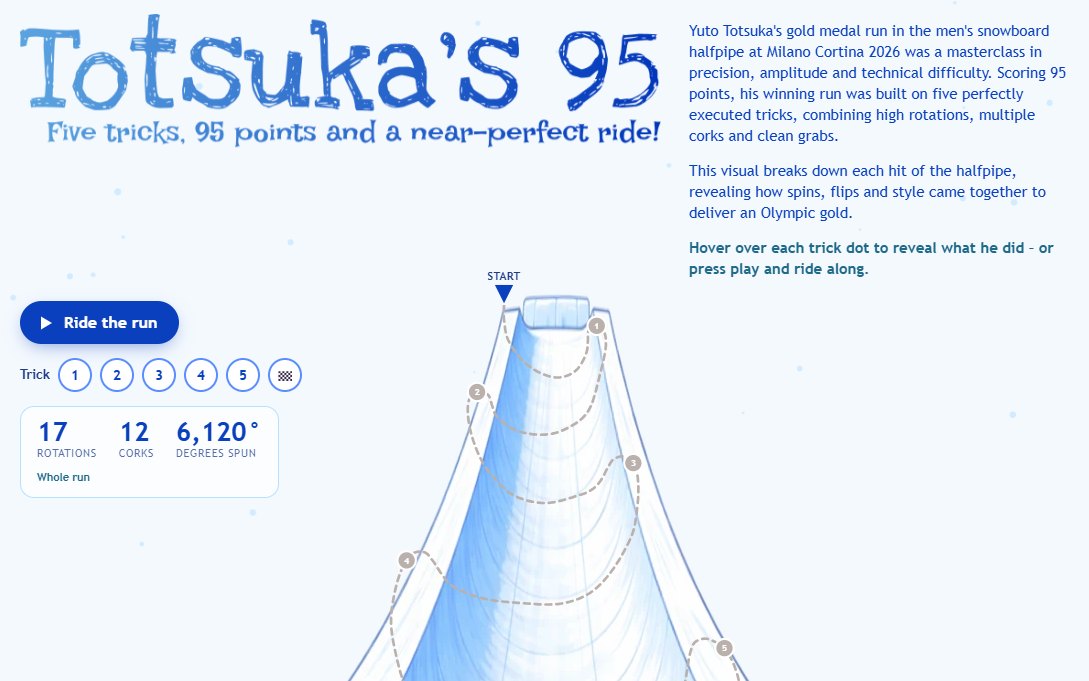 Totsuka's 95
Five tricks, 95 points and a near-perfect ride!
Yuto Totsuka's gold medal run in the men's snowboard
halfpipe at Milano Cortina 2026 was a masterclass in
precision, amplitude and technical difficulty. Scoring 95
points, his winning run was built on five perfectly
executed tricks, combining high rotations, multiple
corks and clean grabs.
This visual breaks down each hit of the halfpipe,
revealing how spins, flips and style came together to
deliver an Olympic gold.
Hover over each trick dot to reveal what he did – or
press play and ride along.
START
Ride the run
Trick 1 2 3 4 5
17 12 6,120°
ROTATIONS CORKS DEGREES SPUN
Whole run
1
2
3
4
5